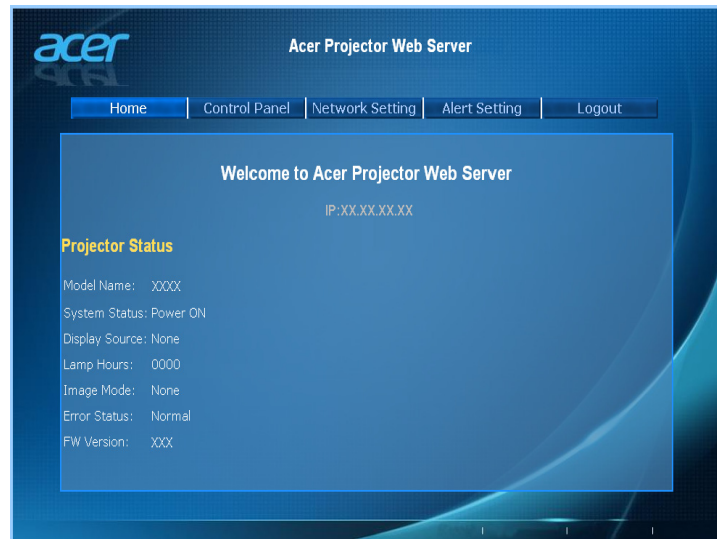 acer
Acer Projector Web Server
Home Control Panel Network Setting Alert Setting Logout
Welcome to Acer Projector Web Server
IP:XX.XX.XX.XX
Projector Status
Model Name: XXXX
System Status: Power ON
Display Source: None
Lamp Hours: 0000
Image Mode: None
Error Status: Normal
FW Version: XXX